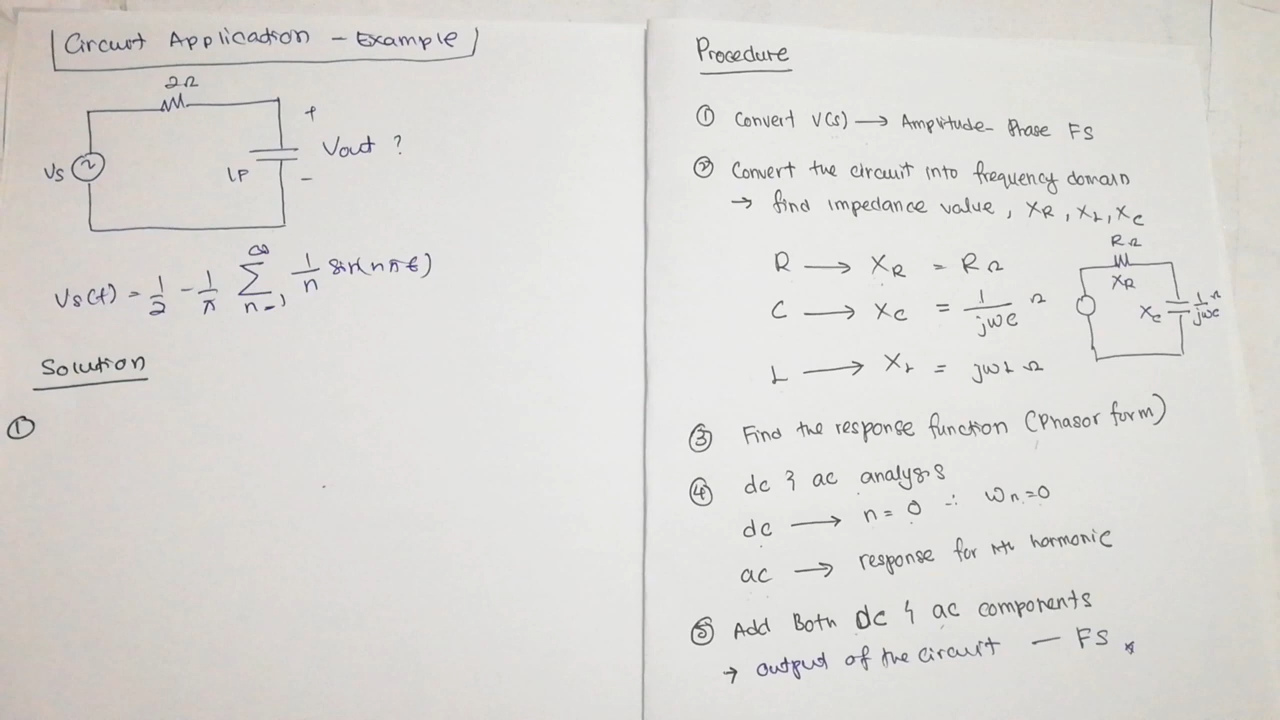 Circuit Application - Example
2Ω
+
Vs
1F
Vout ?
-
Vs(t) = 1/2 - 1/π ∑ n=1 ∞ 1/n sin(nπt)
Solution
①
Procedure
① Convert V(s) → Amplitude- Phase FS
② Convert the circuit into frequency domain
→ find impedance value, XR, XL, Xc
R → XR = RΩ
C → Xc = 1/jωc Ω
L → XL = jωL Ω
RΩ
XR
Xc
1/jωc Ω
③ Find the response function (Phasor form)
④ dc & ac analysis
dc → n = 0 ∴ ωn = 0
ac → response for nth harmonic
⑤ Add Both dc & ac components
→ output of the circuit — FS